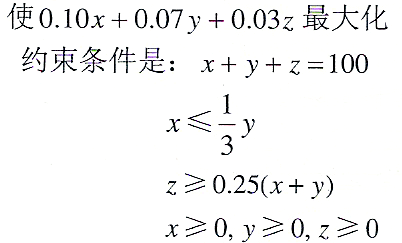 使 0.10x + 0.07y + 0.03z 最大化
约束条件是： x + y + z = 100
x ⩽ \frac{1}{3} y
z ⩾ 0.25(x + y)
x ⩾ 0, y ⩾ 0, z ⩾ 0